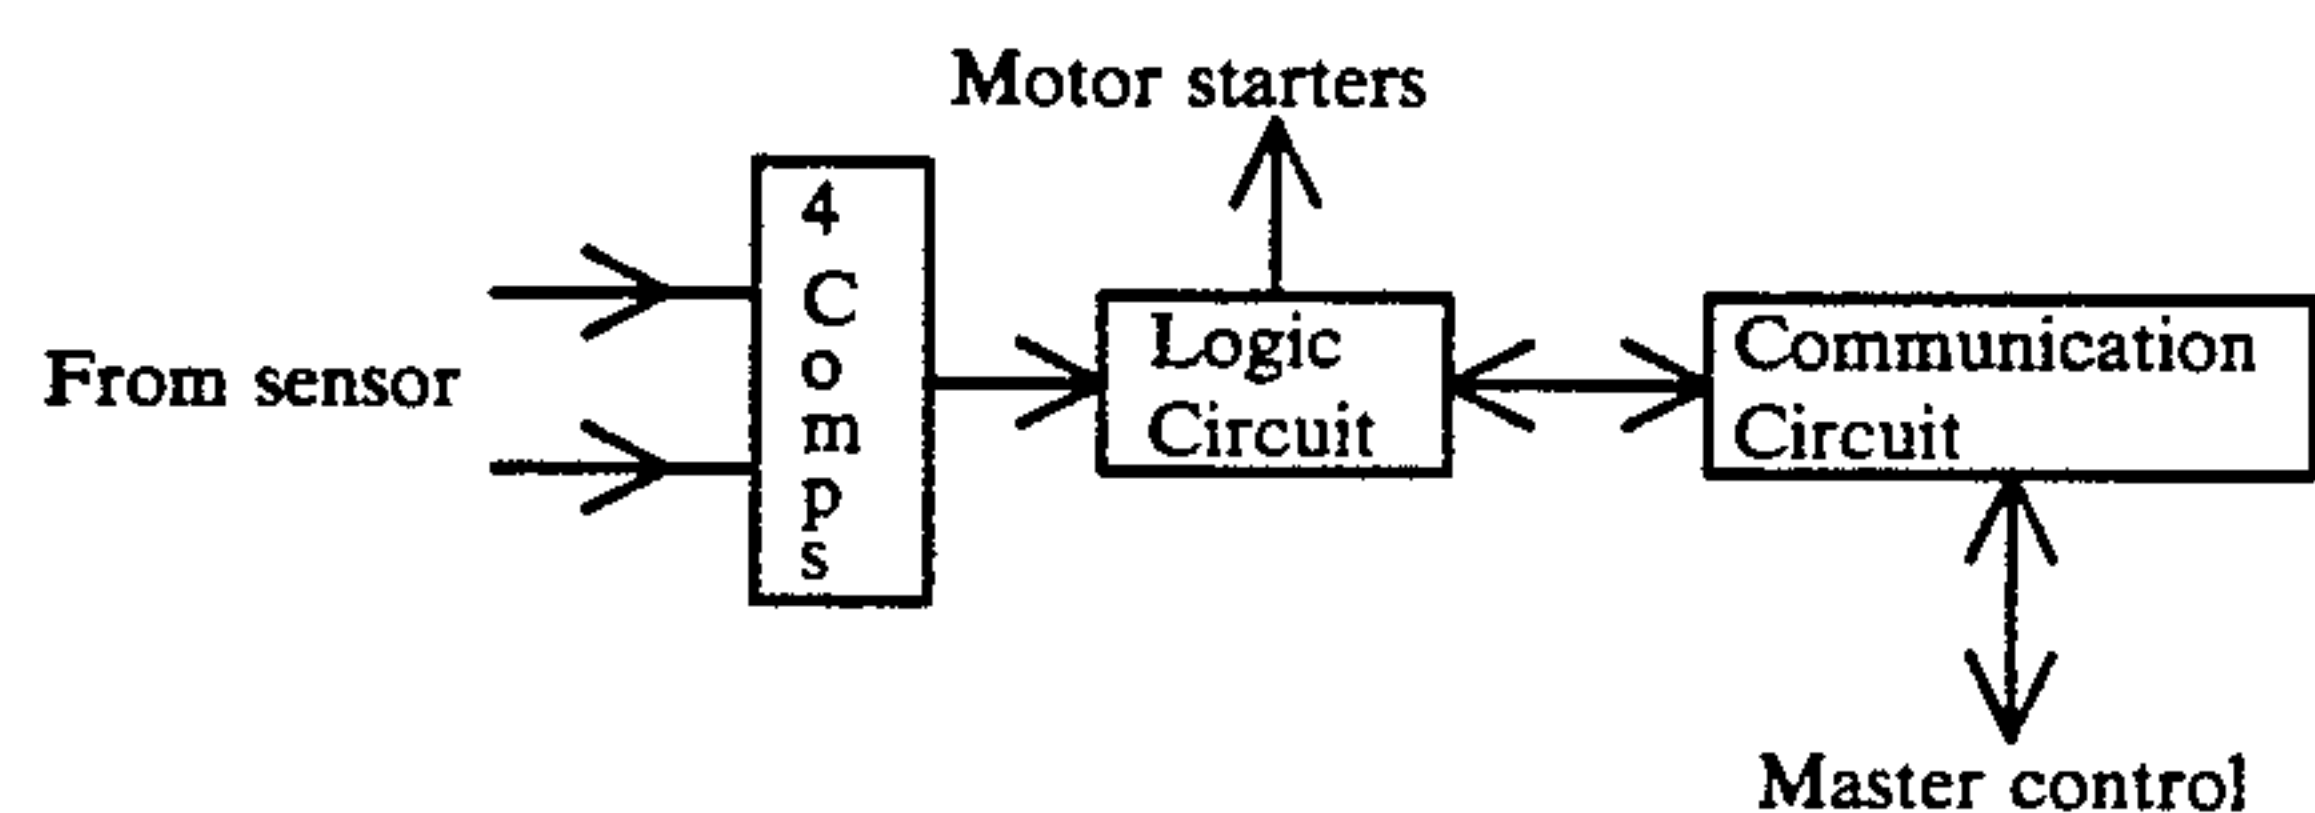 Motor starters
From sensor
4
C
o
m
p
s
Logic
Circuit
Communication
Circuit
Master control